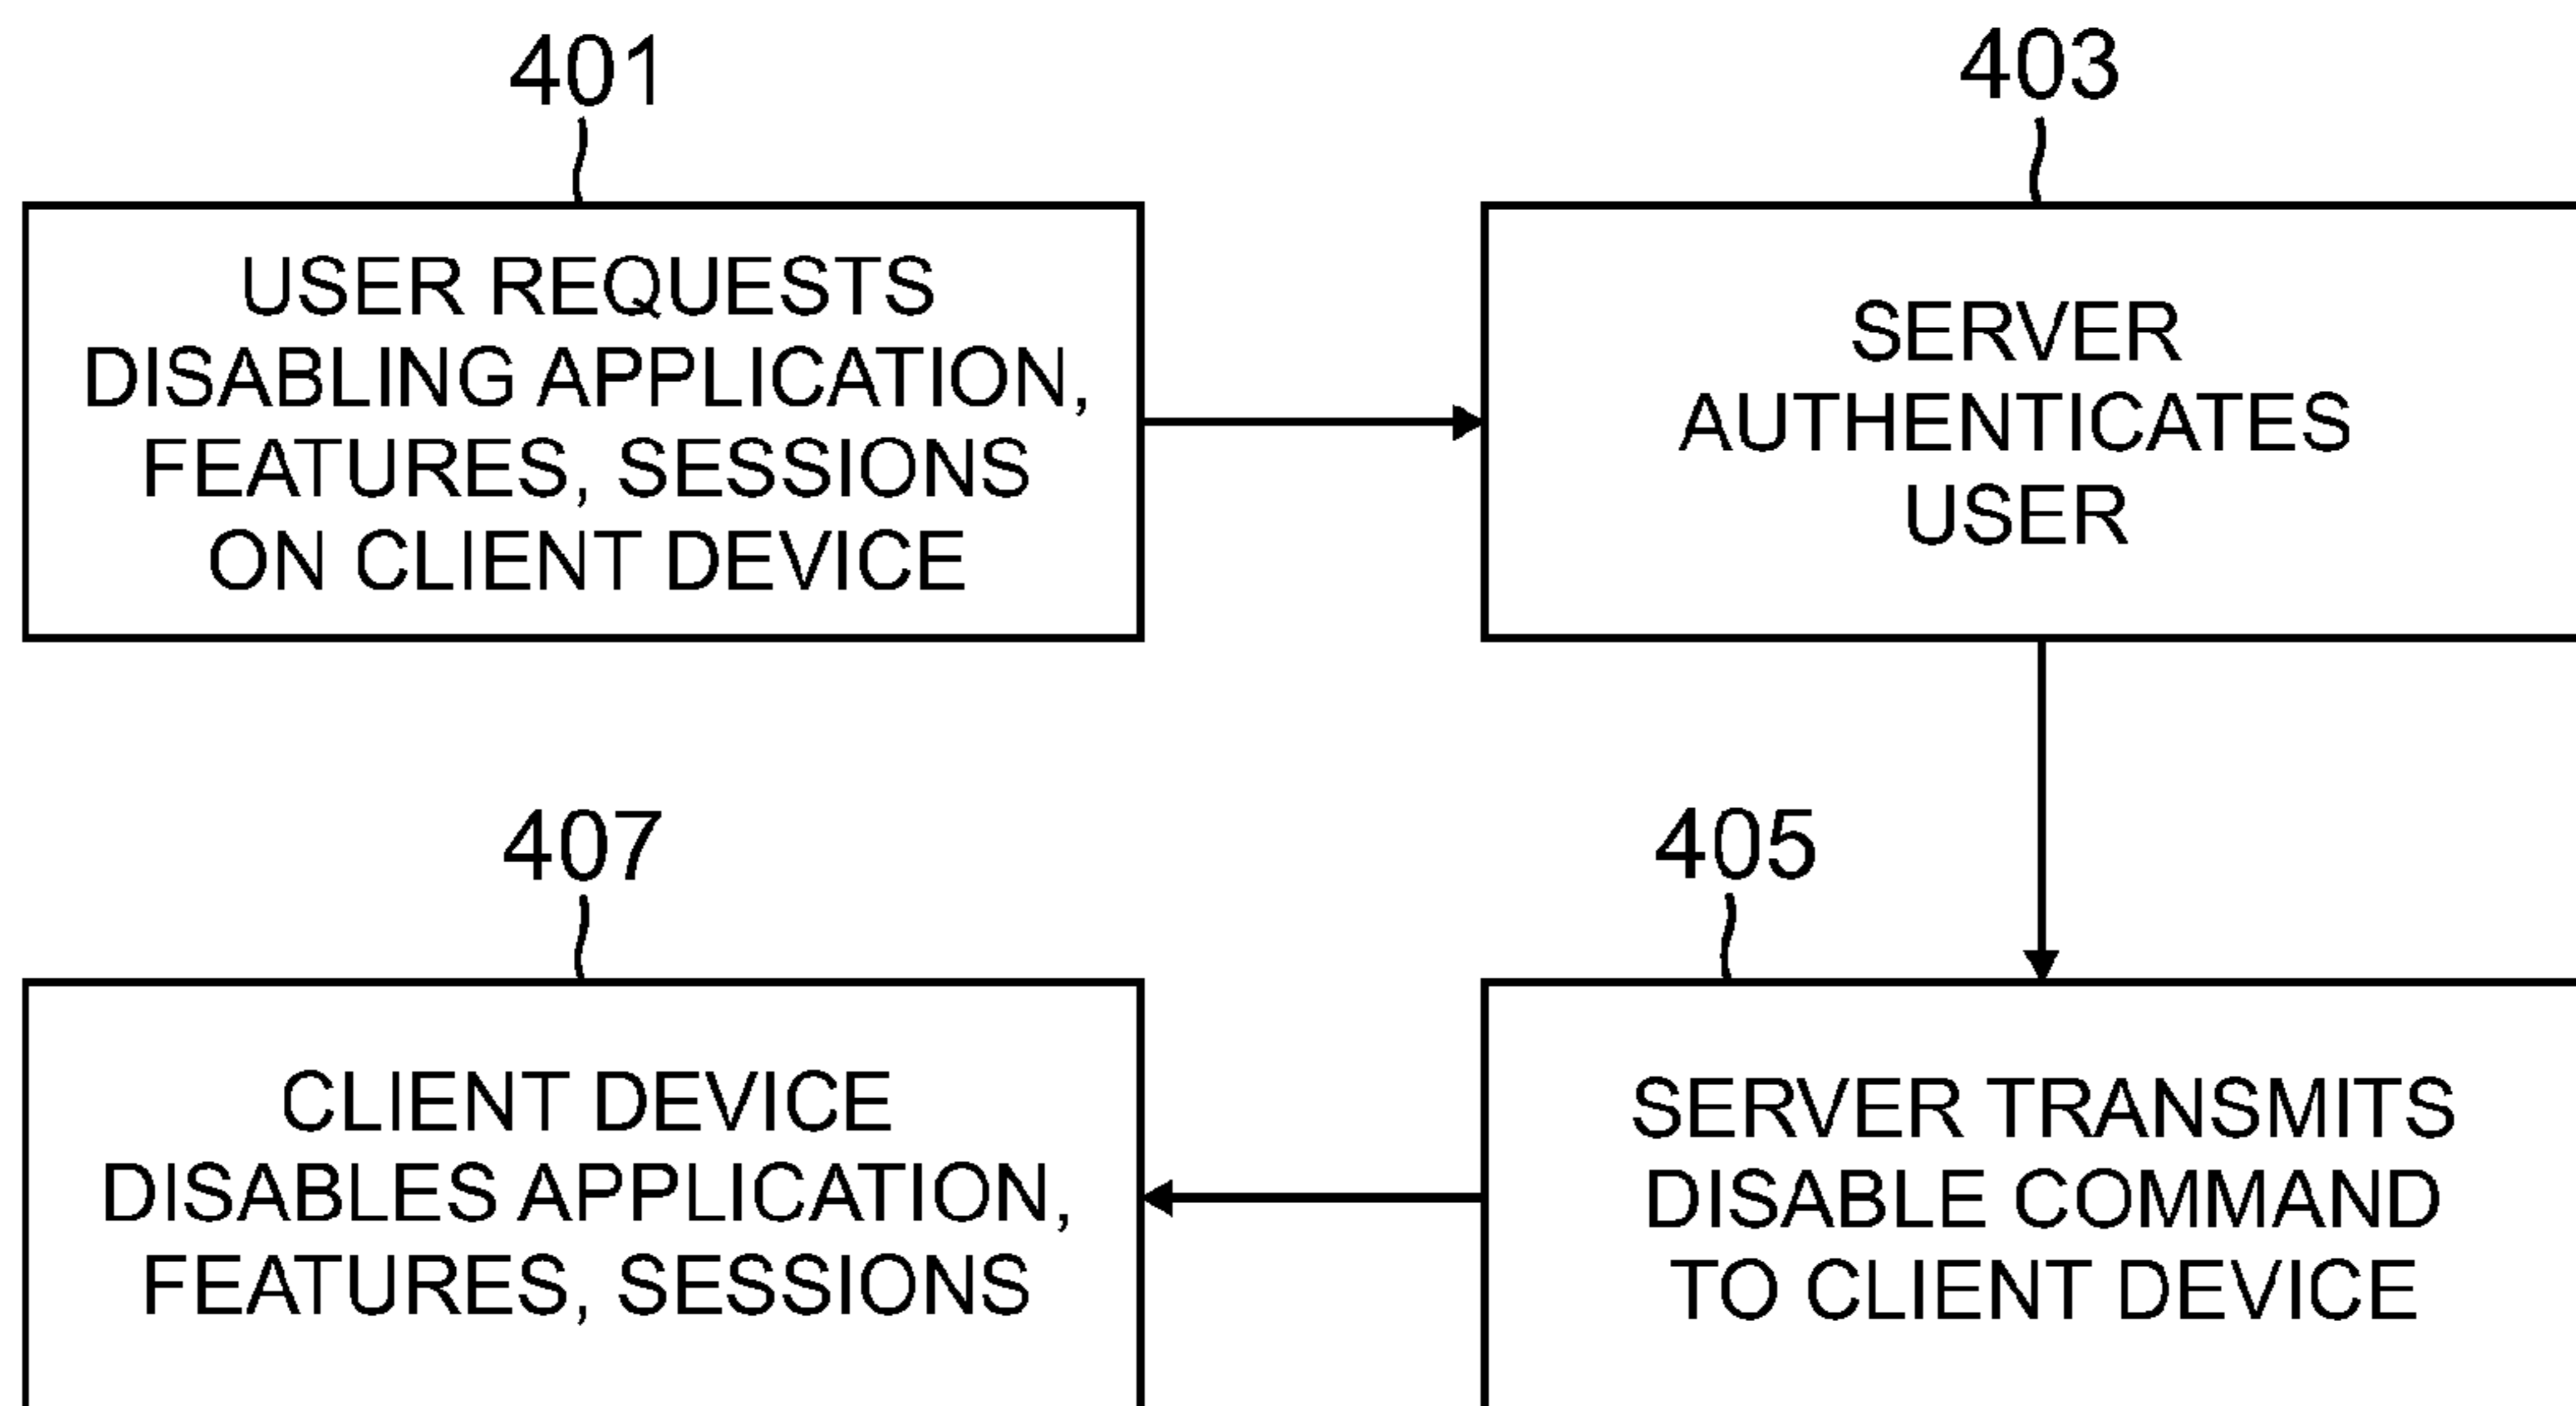 401
USER REQUESTS
DISABLING APPLICATION,
FEATURES, SESSIONS
ON CLIENT DEVICE
403
SERVER
AUTHENTICATES
USER
405
SERVER TRANSMITS
DISABLE COMMAND
TO CLIENT DEVICE
407
CLIENT DEVICE
DISABLES APPLICATION,
FEATURES, SESSIONS